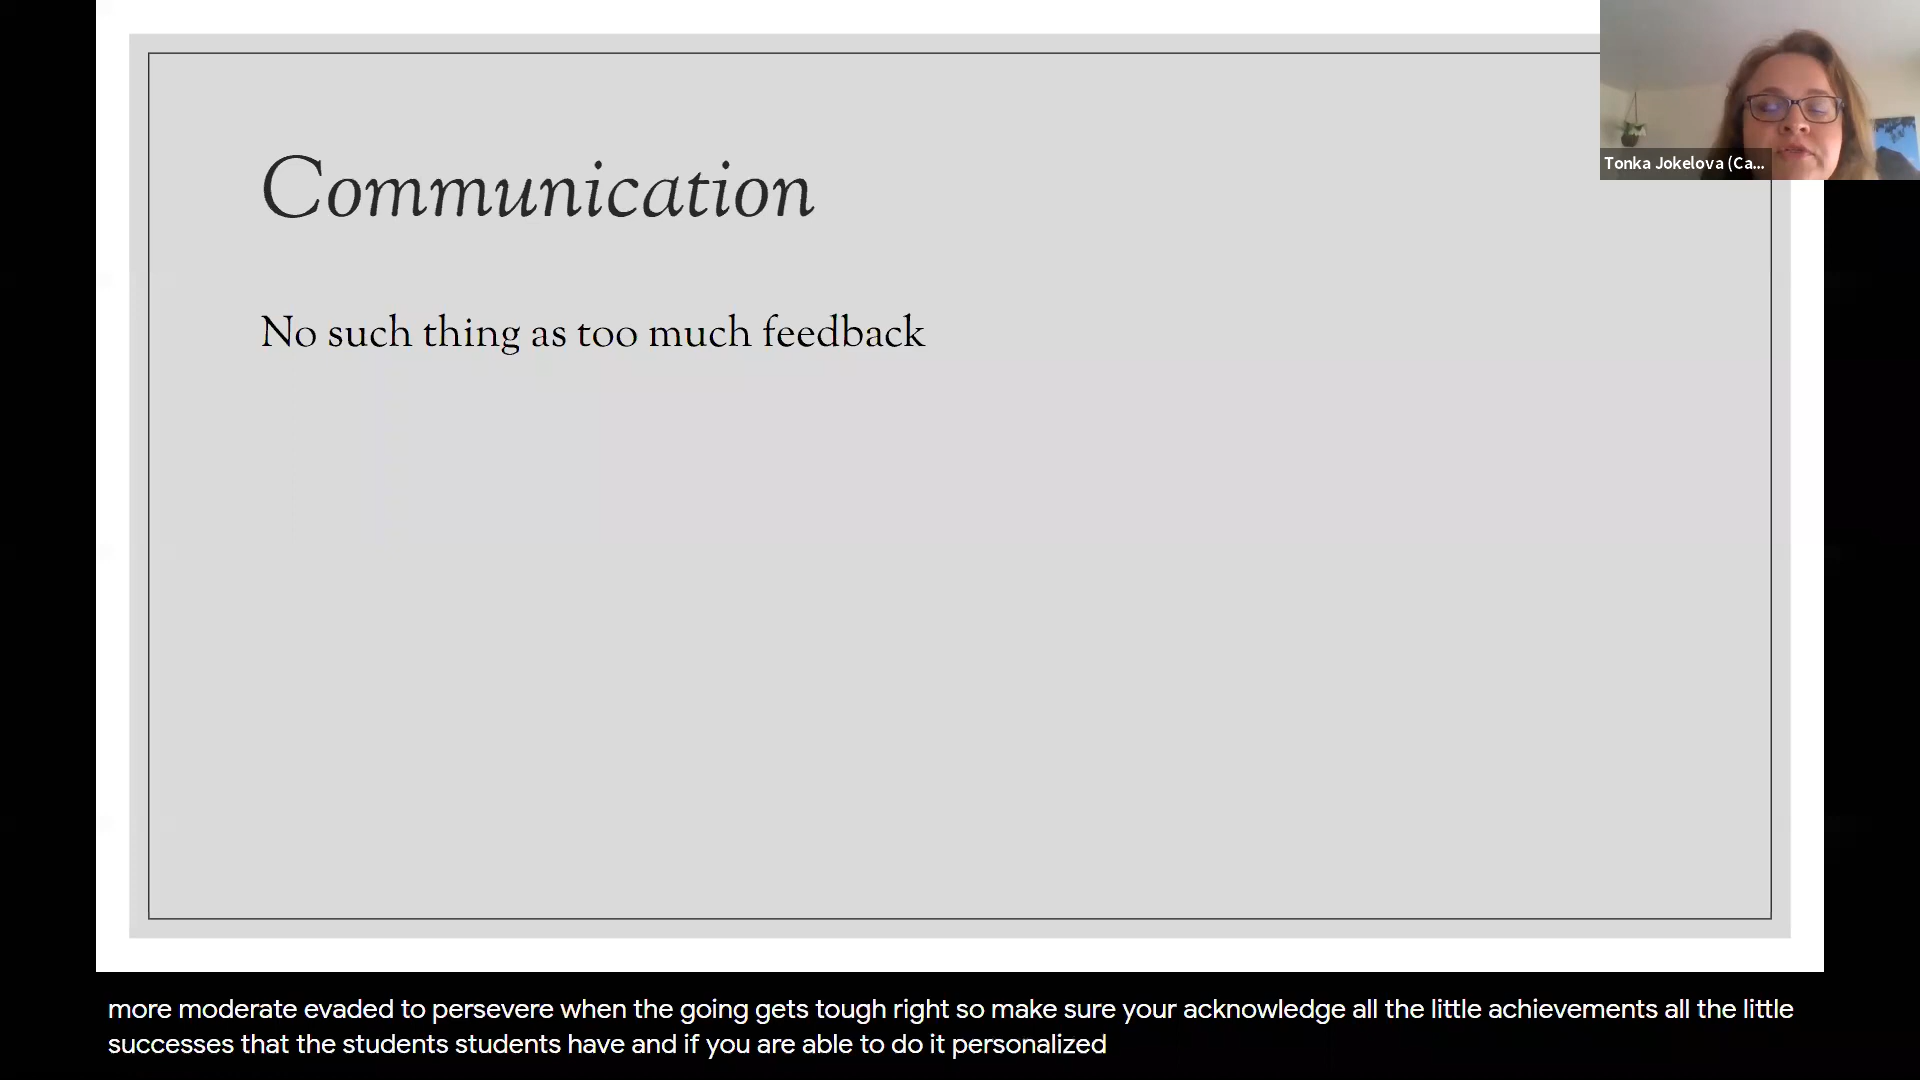 Communication
Tonka Jokelova (Ca...
No such thing as too much feedback
more moderate evaded to persevere when the going gets tough right so make sure your acknowledge all the little achievements all the little
successes that the students students have and if you are able to do it personalized